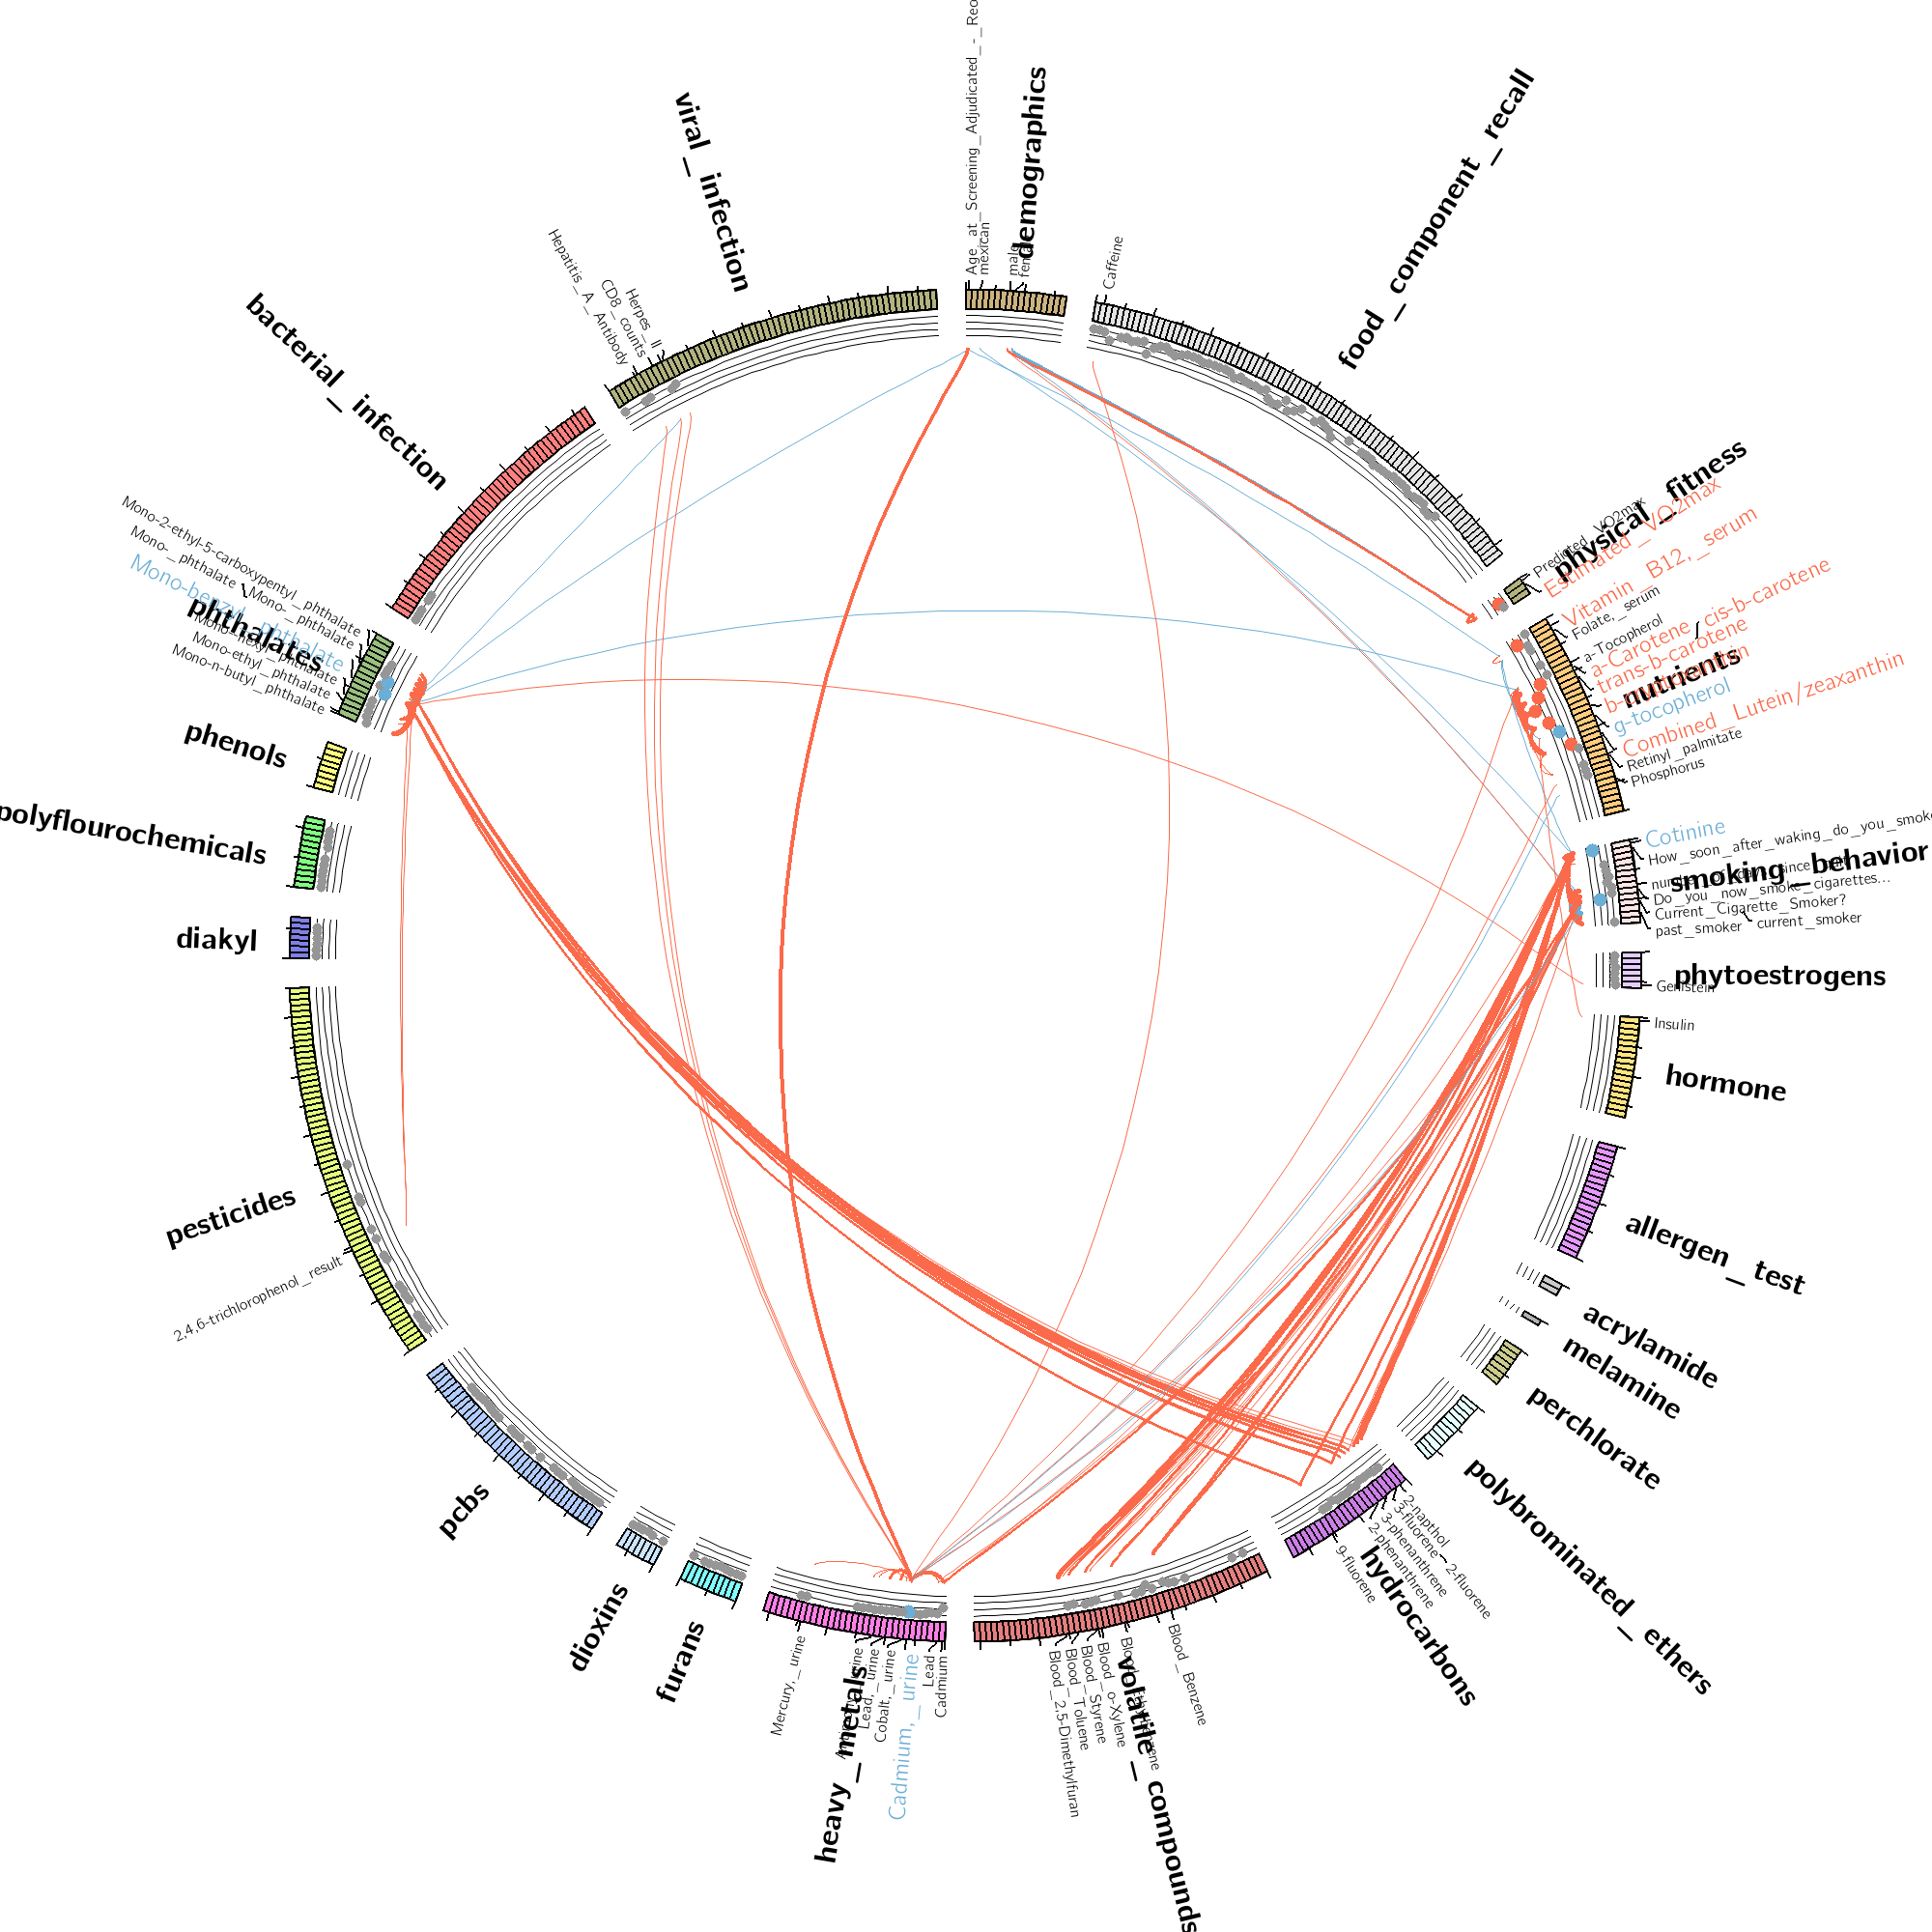 Age_at_Screening_Adjudicated_-_Reco
mexican
male
demographics
Caffeine
food_component_recall
Predicted_VO2max
physical_fitness
Estimated_VO2max
Vitamin_B12,_serum
Folate,_serum
a-Tocopherol
a-Carotene
cis-b-carotene
trans-b-carotene
nutrients
g-tocopherol
Combined_Lutein/zeaxanthin
Retinyl_palmitate
Phosphorus
Cotinine
How_soon_after_waking_do_you_smoke
smoking_behavior
Do_you_now_smoke_cigarettes...
Current_Cigarette_Smoker?
past_smoker
current_smoker
phytoestrogens
Genistein
Insulin
hormone
allergen_test
acrylamide
melamine
perchlorate
polybrominated_ethers
2-napthol
3-fluorene
2-fluorene
3-phenanthrene
2-phenanthrene
9-fluorene
hydrocarbons
Blood_Benzene
volatile_compounds
Blood_o-Xylene
Blood_Styrene
Blood_Toluene
Blood_2,5-Dimethylfuran
Cadmium
Lead
Cadmium,_urine
Cobalt,_urine
Lead,_urine
heavy_metals
Mercury,_urine
furans
dioxins
pcbs
2,4,6-trichlorophenol_result
pesticides
diakyl
polyflourochemicals
phenols
Mono-n-butyl_phthalate
Mono-ethyl_phthalate
phthalates
Mono-benzyl_phthalate
Mono-_phthalate
Mono-_phthalate
Mono-2-ethyl-5-carboxypentyl_phthalate
bacterial_infection
Hepatitis_A_Antibody
CD8_counts
Herpes_II
viral_infection